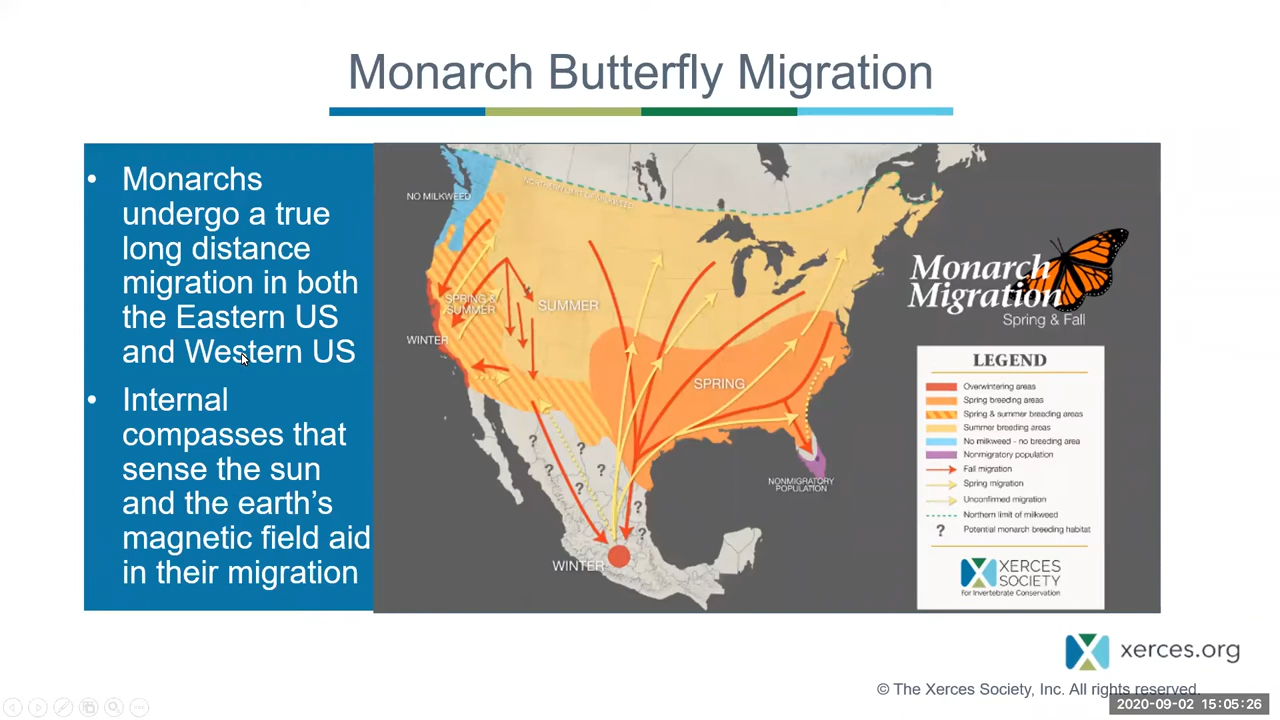 Monarch Butterfly Migration
• Monarchs
undergo a true
long distance
migration in both
the Eastern US
and Western US
• Internal
compasses that
sense the sun
and the earth's
magnetic field aid
in their migration
NO MILKWEED
NORTHERN LIMIT OF MILKWEED
SPRING &
SUMMER
SUMMER
WINTER
SPRING
NONMIGRATORY
POPULATION
WINTER
?
?
?
?
?
?
?
?
Monarch
Migration
Spring & Fall
LEGEND
Overwintering areas
Spring breeding areas
Spring & summer breeding areas
Summer breeding areas
No milkweed - no breeding area
Nonmigratory population
Fall migration
Spring migration
Unconfirmed migration
Northern limit of milkweed
? Potential monarch breeding habitat
XERCES
SOCIETY
For Invertebrate Conservation
xerces.org
© The Xerces Society, Inc. All rights reserved.
2020-09-02 15:05:26